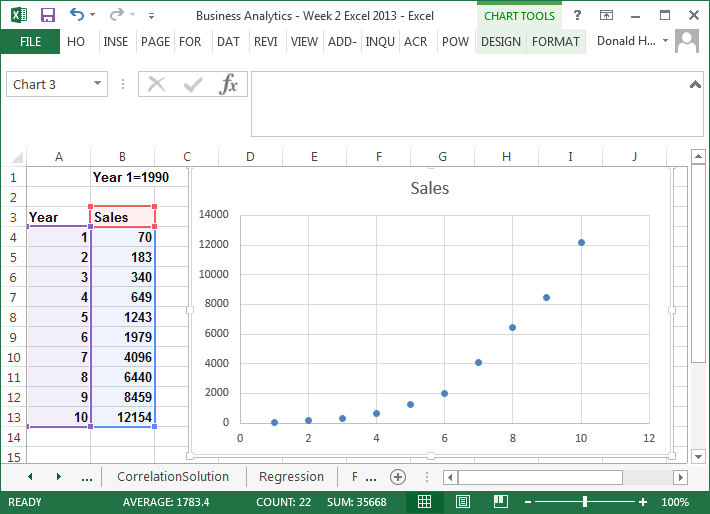 Business Analytics - Week 2 Excel 2013 - Excel
CHART TOOLS
?
FILE HO INSE PAGE FOR DAT REVI VIEW ADD- INQU ACR POW DESIGN FORMAT Donald H...
Chart 3 fx
A B C D E F G H I J
1 Year 1=1990
2
3 Year Sales
4 1 70
5 2 183
6 3 340
7 4 649
8 5 1243
9 6 1979
10 7 4096
11 8 6440
12 9 8459
13 10 12154
14
15
Sales
14000
12000
10000
8000
6000
4000
2000
0
0 2 4 6 8 10 12
... CorrelationSolution Regression F ...
READY AVERAGE: 1783.4 COUNT: 22 SUM: 35668 100%